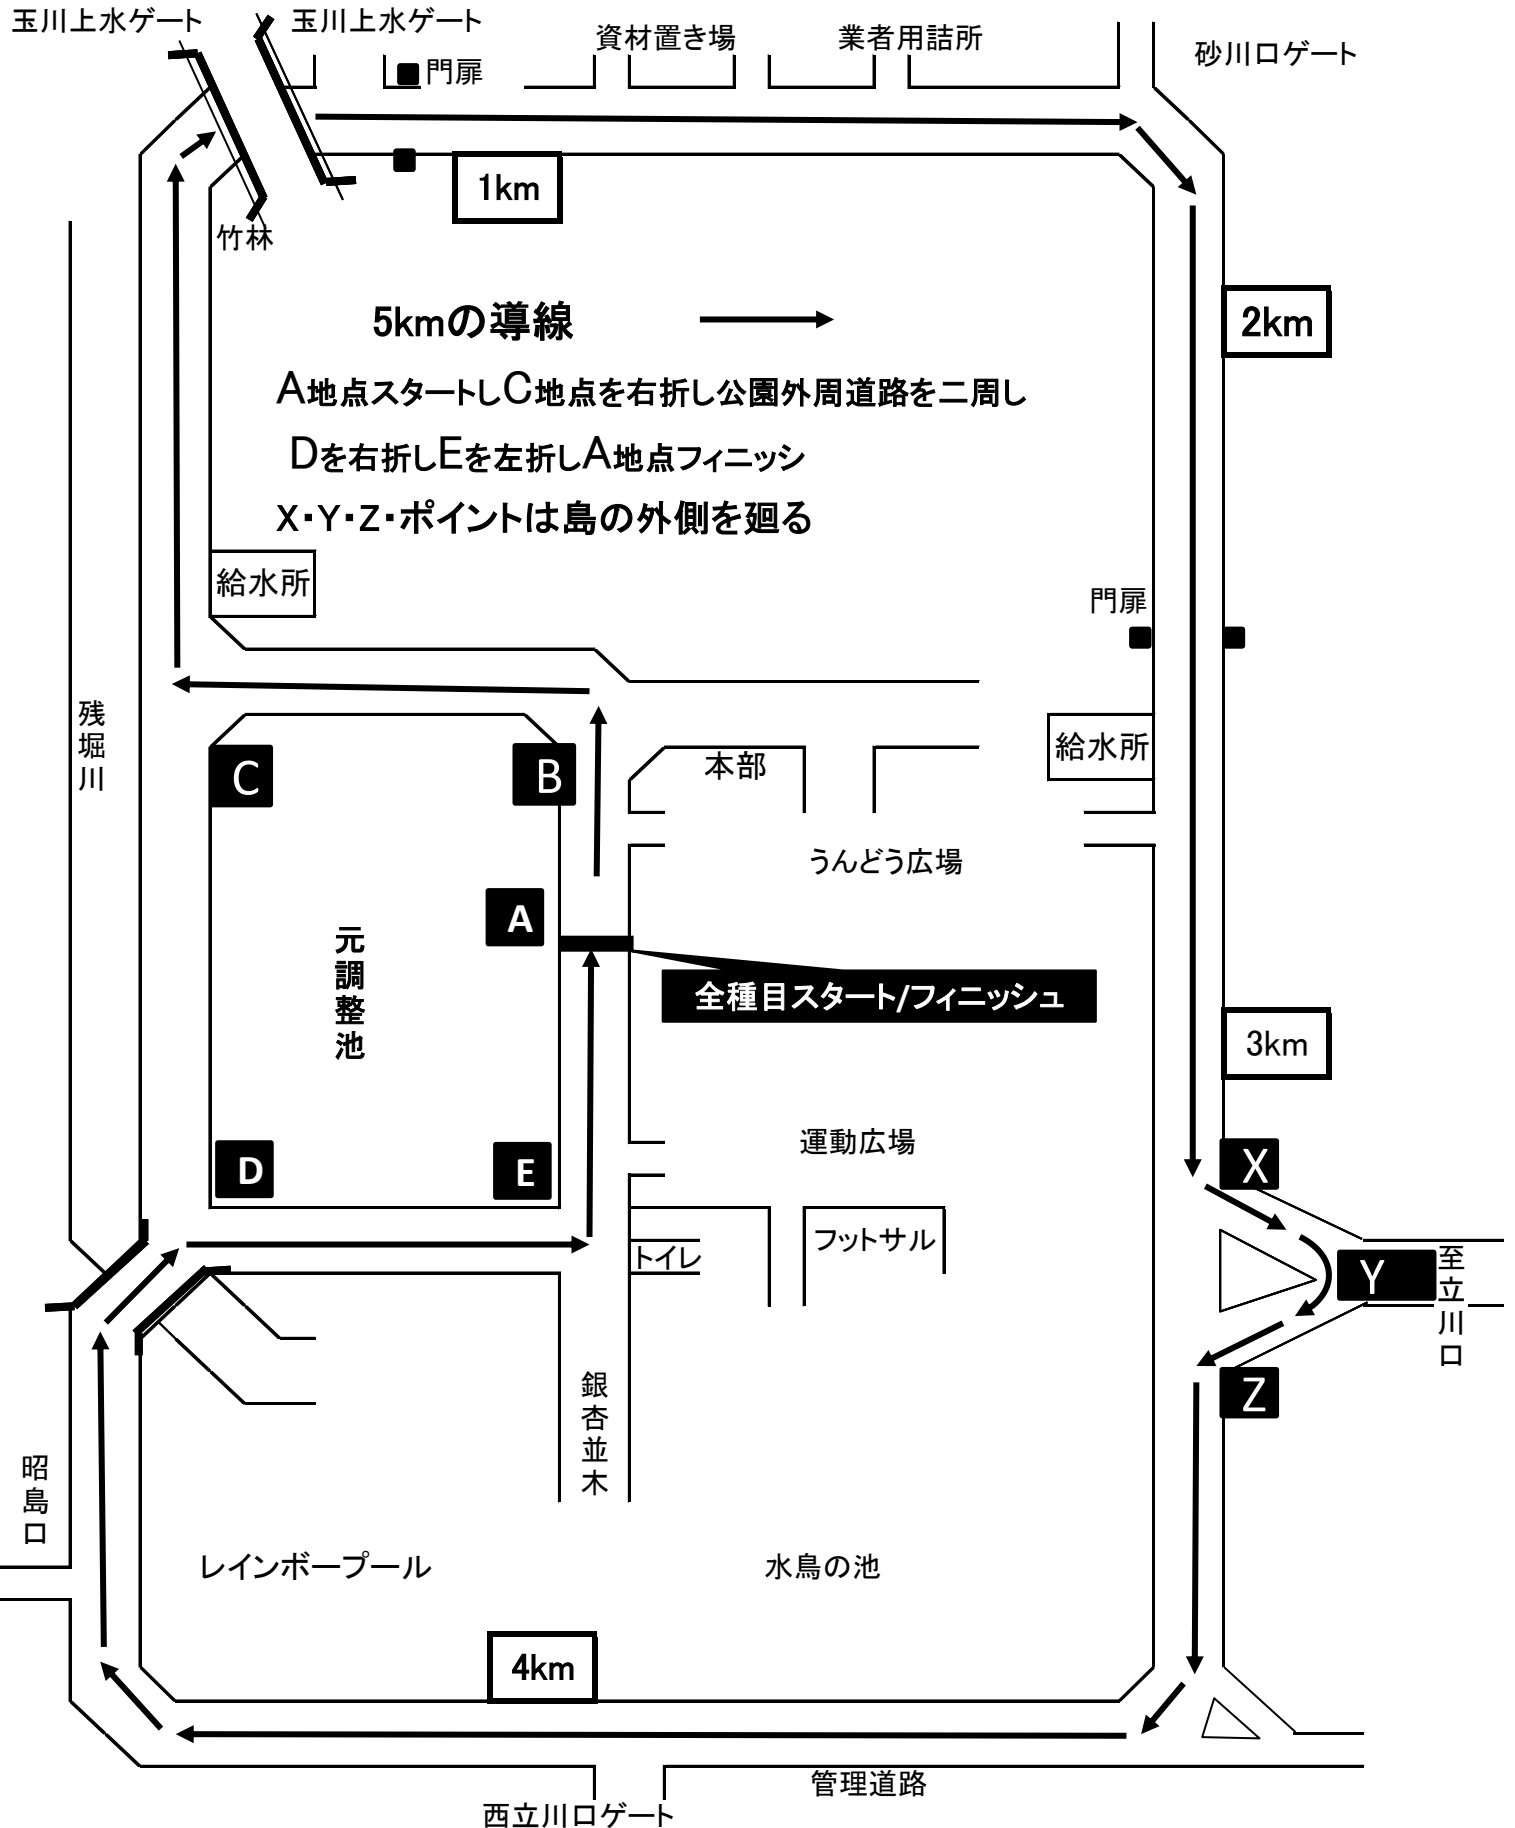 玉川上水ゲート
玉川上水ゲート
資材置き場
業者用詰所
砂川口ゲート
門扉
1km
竹林
2km
5kmの導線
A地点スタートしC地点を右折し公園外周道路を二周し
Dを右折しEを左折しA地点フィニッシ
X・Y・Z・ポイントは島の外側を廻る
給水所
門扉
残堀川
給水所
C
B
本部
うんどう広場
A
元調整池
全種目スタート/フィニッシュ
3km
運動広場
D
E
X
トイレ
フットサル
Y
至立川口
Z
銀杏並木
昭島口
レインボープール
水鳥の池
4km
管理道路
西立川口ゲート